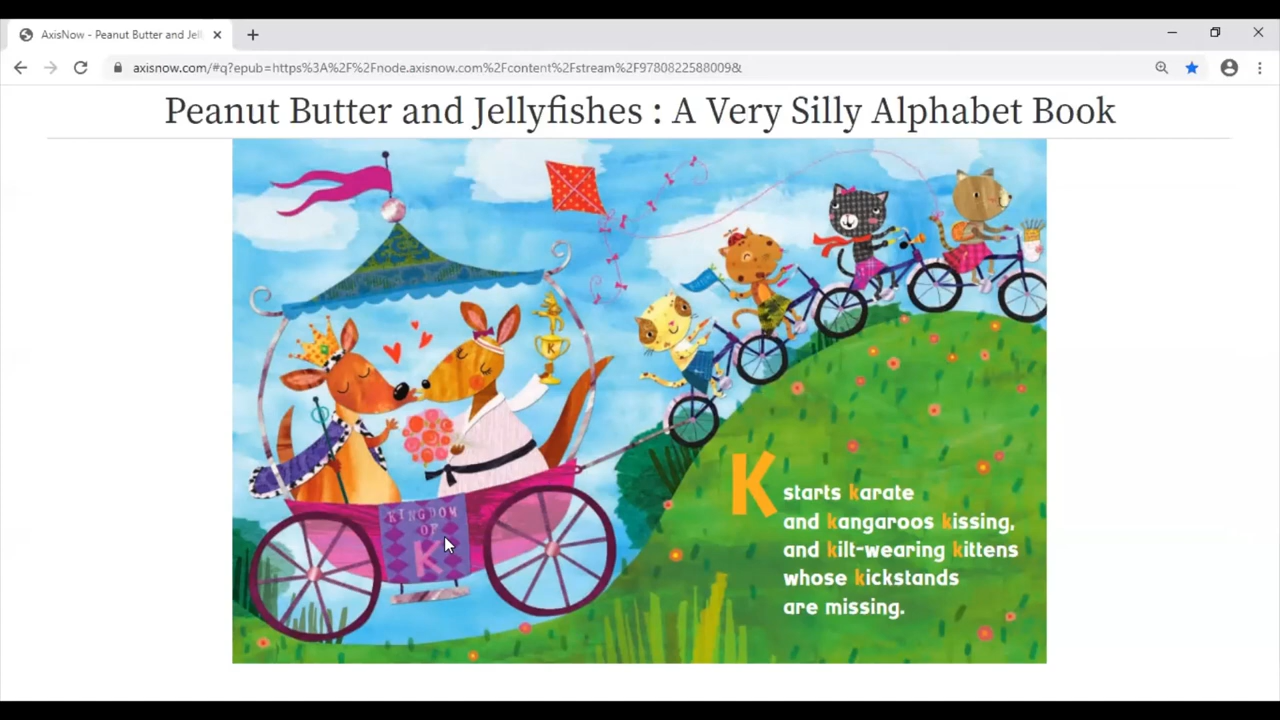 AxisNow - Peanut Butter and Jel
axisnow.com/#q?epub=https%3A%2F%2Fnode.axisnow.com%2Fcontent%2Fstream%2F9780822588009&
Peanut Butter and Jellyfishes : A Very Silly Alphabet Book
K
KINGDOM
OF
K
K starts karate
and kangaroos kissing,
and kilt-wearing kittens
whose kickstands
are missing.